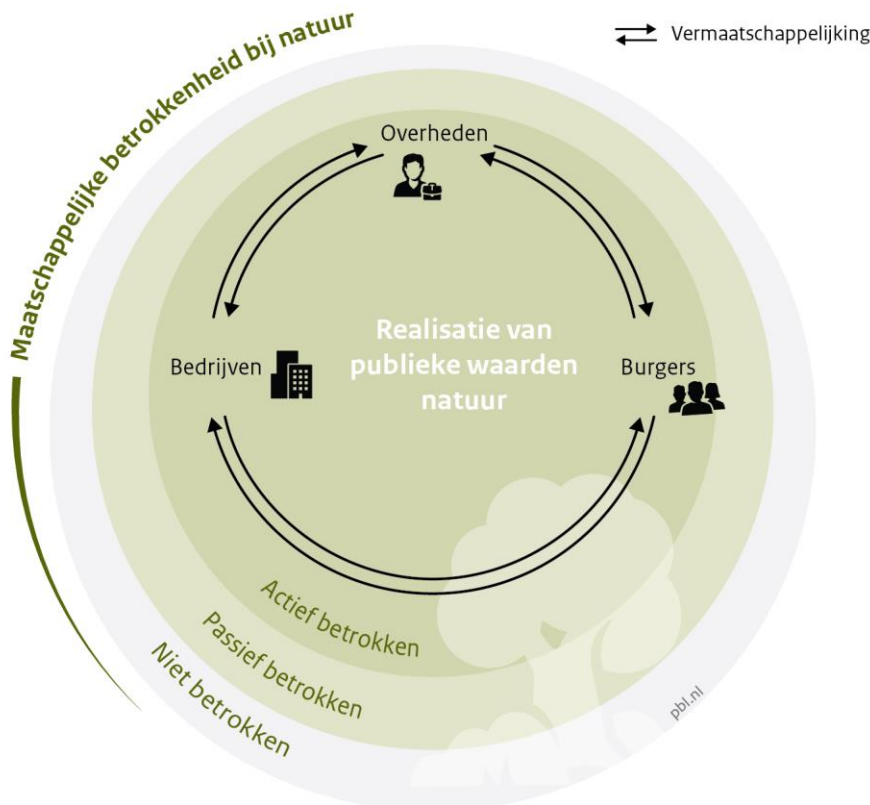 Maatschappelijke betrokkenheid bij natuur
Vermaatschappelijking
Overheden
Bedrijven
Realisatie van
publieke waarden
natuur
Burgers
Actief betrokken
Passief betrokken
Niet betrokken
pbl.nl